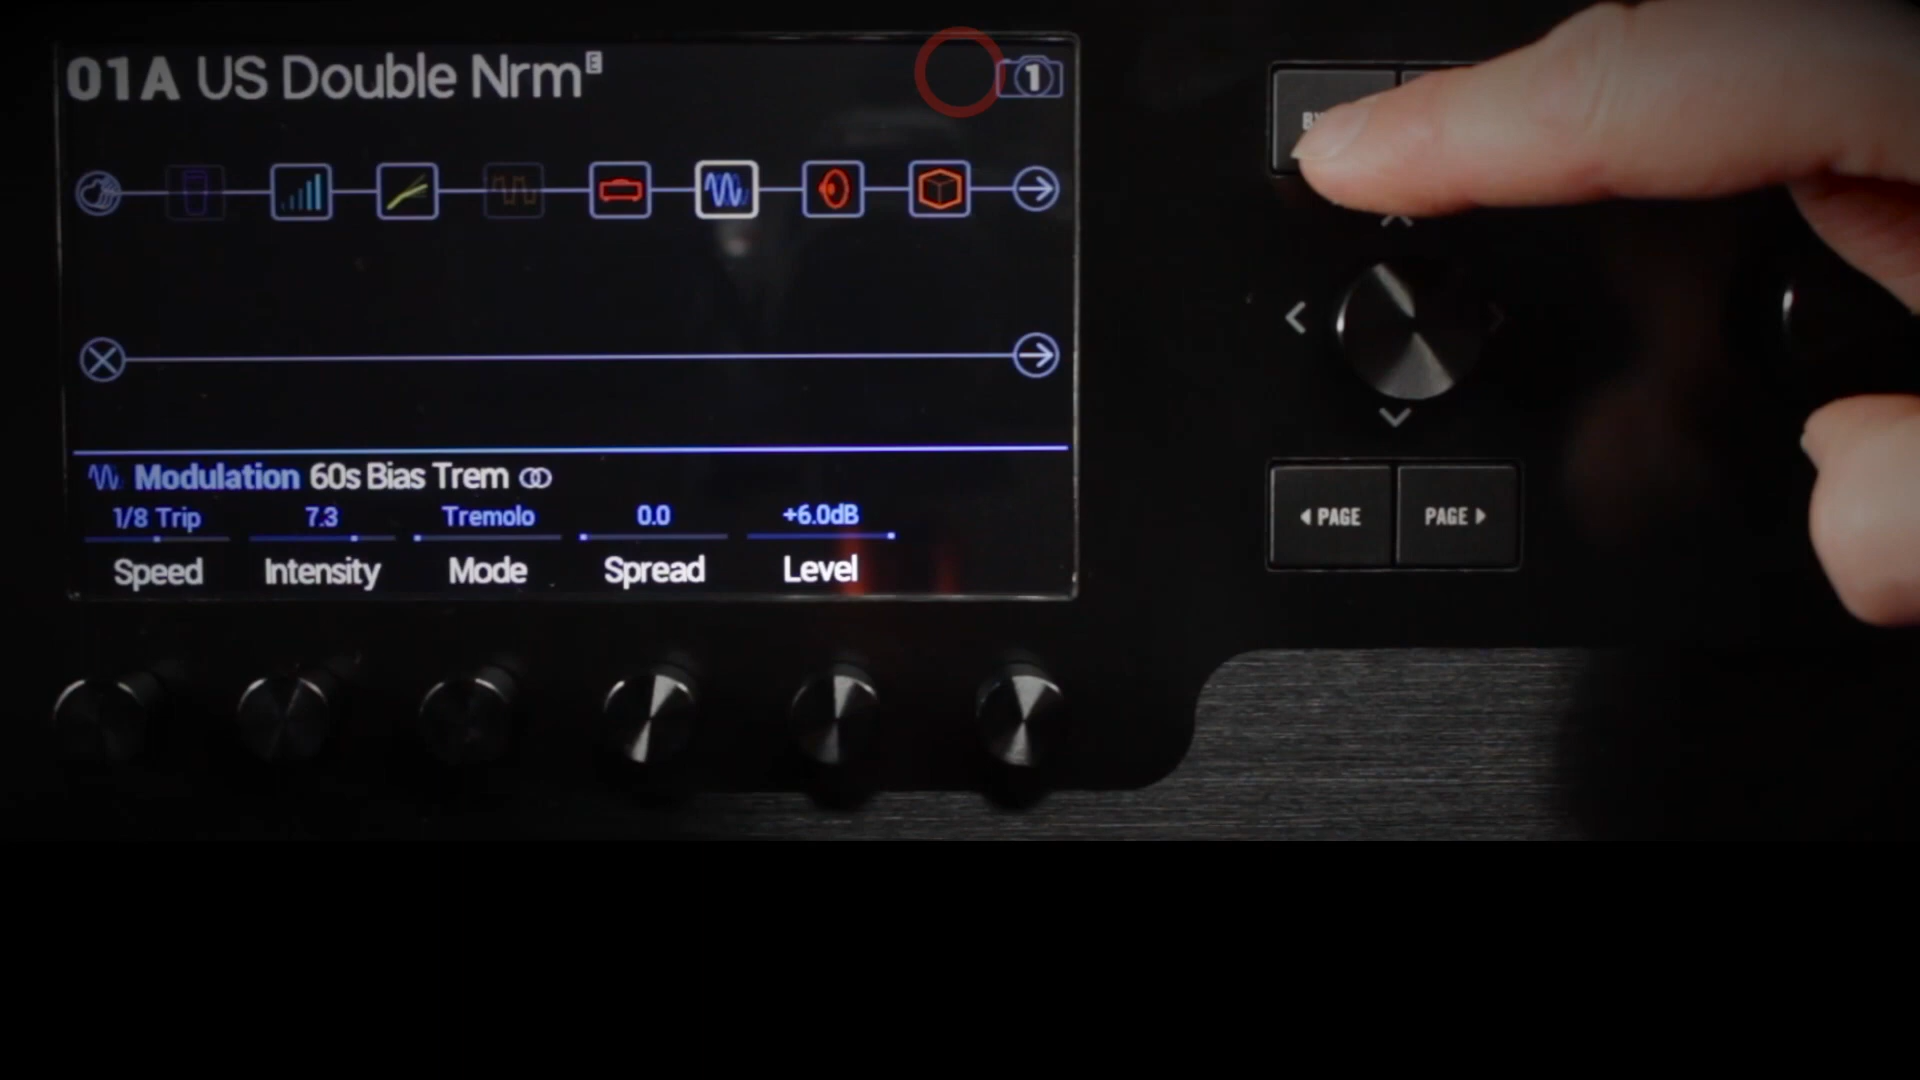 01A US Double Nrm E
1
Modulation 60s Bias Trem
1/8 Trip 7.3 Tremolo 0.0 +6.0dB
Speed Intensity Mode Spread Level
PAGE PAGE